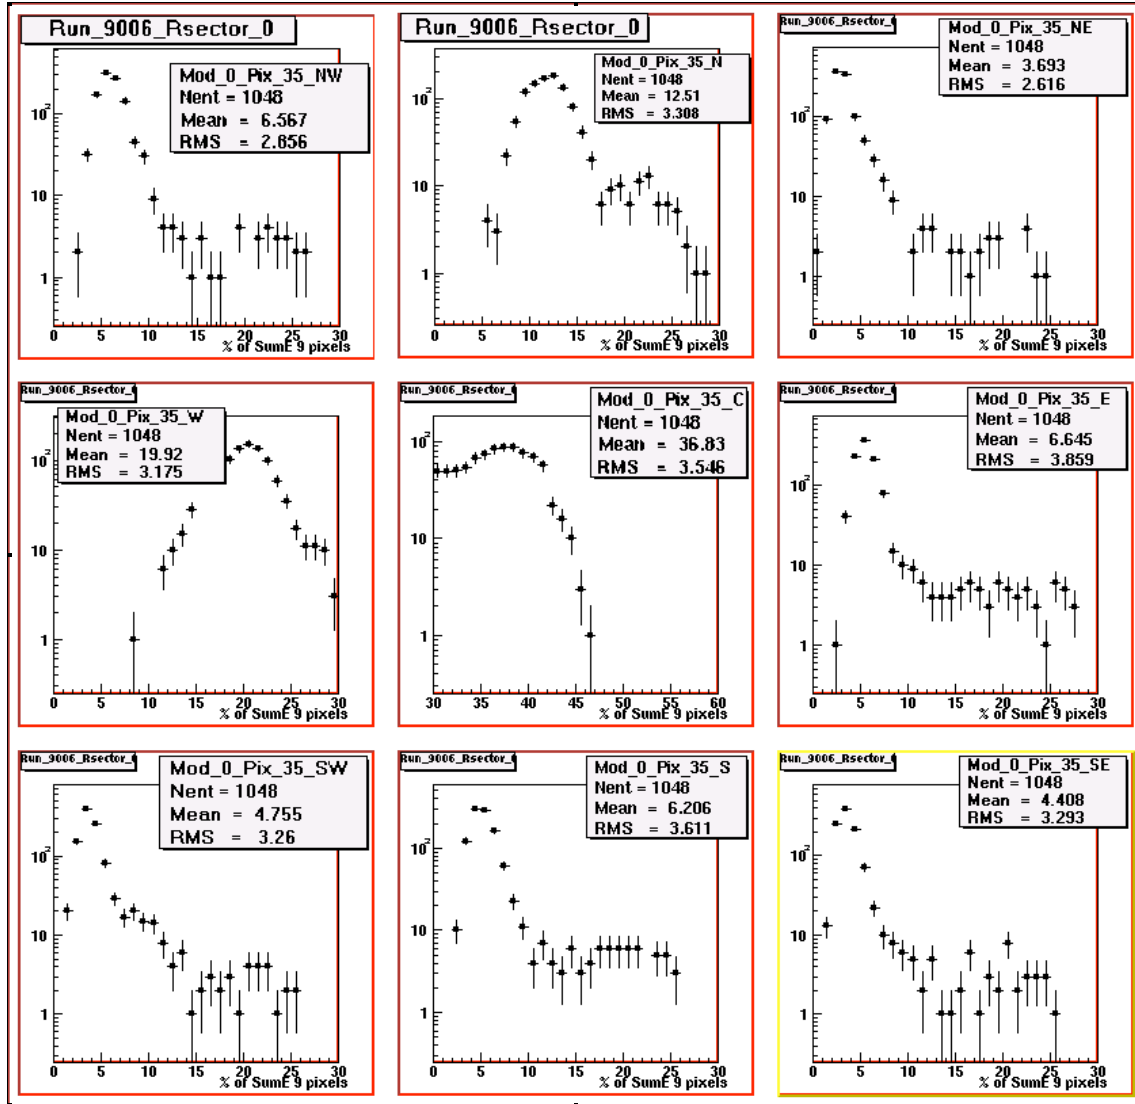 Run_9006_Rsector_0
Mod_0_Pix_35_NW
Nent = 1048
Mean = 6.567
RMS = 2.656
10²
10
1
0 5 10 15 20 25 30
% of SumE 9 pixels
Run_9006_Rsector_0
Mod_0_Pix_35_N
Nent = 1048
Mean = 12.51
RMS = 3.308
10²
10
1
0 5 10 15 20 25 30
% of SumE 9 pixels
Run_9006_Rsector_0
Mod_0_Pix_35_NE
Nent = 1048
Mean = 3.693
RMS = 2.616
10²
10
1
0 5 10 15 20 25 30
% of SumE 9 pixels
Run_9006_Rsector_0
Mod_0_Pix_35_W
Nent = 1048
Mean = 19.92
RMS = 3.175
10²
10
1
0 5 10 15 20 25 30
% of SumE 9 pixels
Run_9006_Rsector_0
Mod_0_Pix_35_C
Nent = 1048
Mean = 36.83
RMS = 3.546
10²
10
1
30 35 40 45 50 55 60
% of SumE 9 pixels
Run_9006_Rsector_0
Mod_0_Pix_35_E
Nent = 1048
Mean = 6.645
RMS = 3.859
10²
10
1
0 5 10 15 20 25 30
% of SumE 9 pixels
Run_9006_Rsector_0
Mod_0_Pix_35_SW
Nent = 1048
Mean = 4.755
RMS = 3.26
10²
10
1
0 5 10 15 20 25 30
% of SumE 9 pixels
Run_9006_Rsector_0
Mod_0_Pix_35_S
Nent = 1048
Mean = 6.206
RMS = 3.611
10²
10
1
0 5 10 15 20 25 30
% of SumE 9 pixels
Run_9006_Rsector_0
Mod_0_Pix_35_SE
Nent = 1048
Mean = 4.408
RMS = 3.293
10²
10
1
0 5 10 15 20 25 30
% of SumE 9 pixels